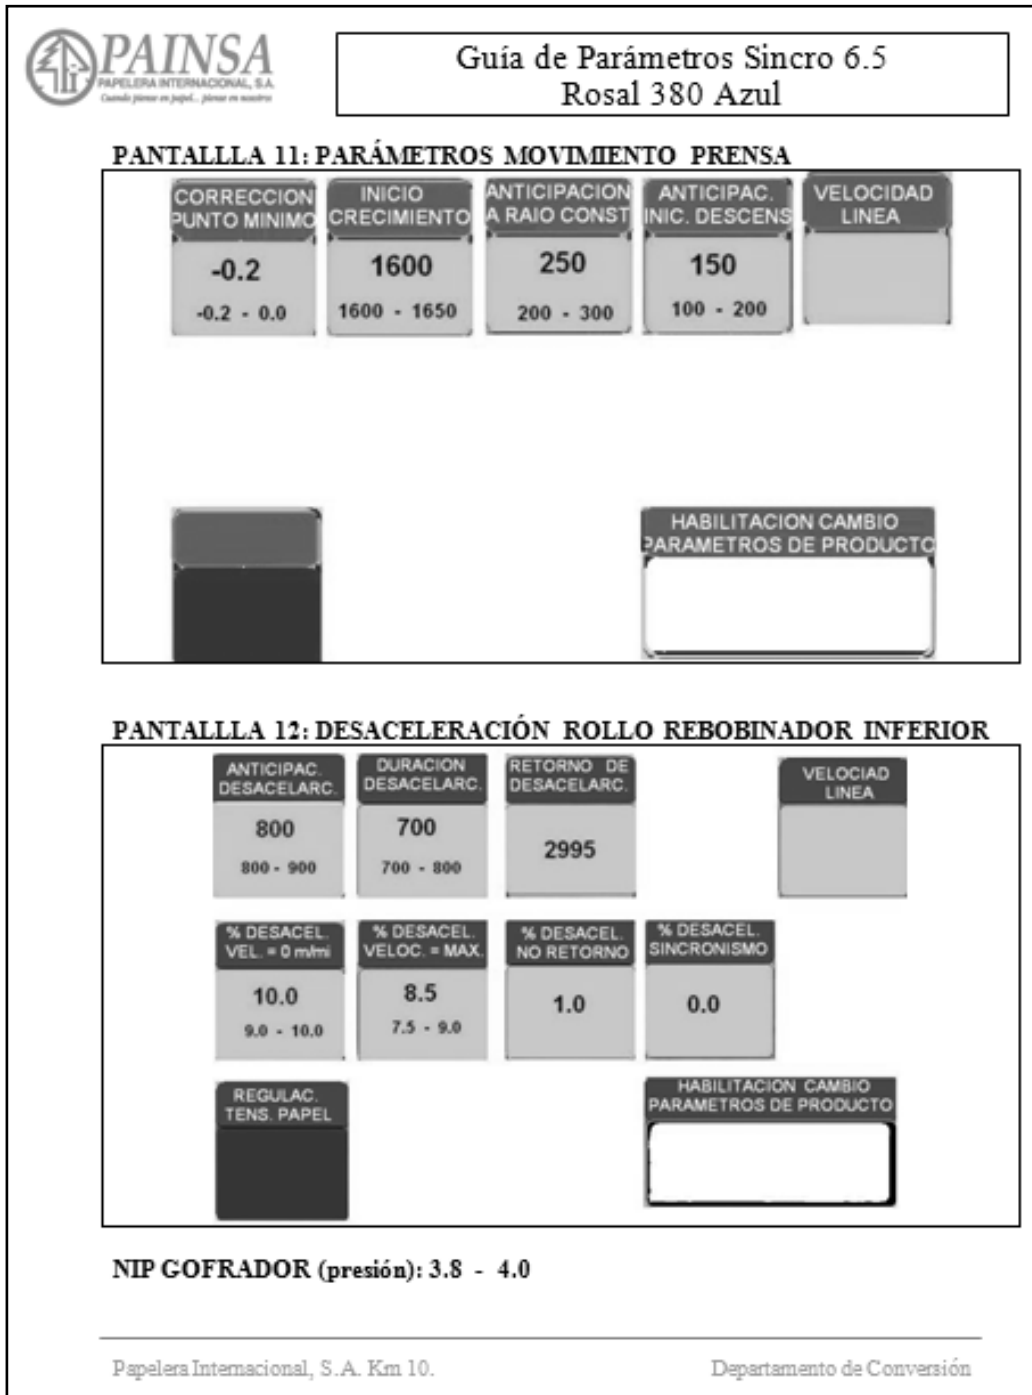 PAINSA
PAPELERA INTERNACIONAL, S.A.
Cuando piense en papel... piense en nosotros
Guía de Parámetros Sincro 6.5
Rosal 380 Azul
PANTALLLA 11: PARÁMETROS MOVIMIENTO PRENSA
CORRECCION
PUNTO MINIMO
-0.2
-0.2 - 0.0
INICIO
CRECIMIENTO
1600
1600 - 1650
ANTICIPACION
A RAIO CONST
250
200 - 300
ANTICIPAC.
INIC. DESCENS
150
100 - 200
VELOCIDAD
LINEA
HABILITACION CAMBIO
PARAMETROS DE PRODUCTO
PANTALLLA 12: DESACELERACIÓN ROLLO REBOBINADOR INFERIOR
ANTICIPAC.
DESACELARC.
800
800 - 900
DURACION
DESACELARC.
700
700 - 800
RETORNO DE
DESACELARC.
2995
VELOCIAD
LINEA
% DESACEL.
VEL. = 0 m/mi
10.0
9.0 - 10.0
% DESACEL.
VELOC. = MAX.
8.5
7.5 - 9.0
% DESACEL.
NO RETORNO
1.0
% DESACEL.
SINCRONISMO
0.0
REGULAC.
TENS. PAPEL
HABILITACION CAMBIO
PARAMETROS DE PRODUCTO
NIP GOFRADOR (presión): 3.8 - 4.0
Papelera Internacional, S.A. Km 10.
Departamento de Conversión